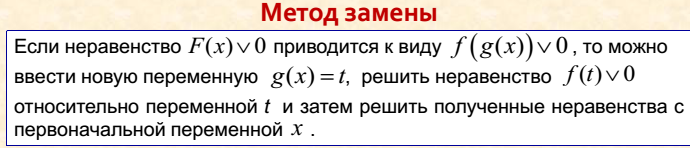 Метод замены
Если неравенство F(x)∨0 приводится к виду f(g(x))∨0, то можно
ввести новую переменную g(x)=t, решить неравенство f(t)∨0
относительно переменной t и затем решить полученные неравенства с
первоначальной переменной x .